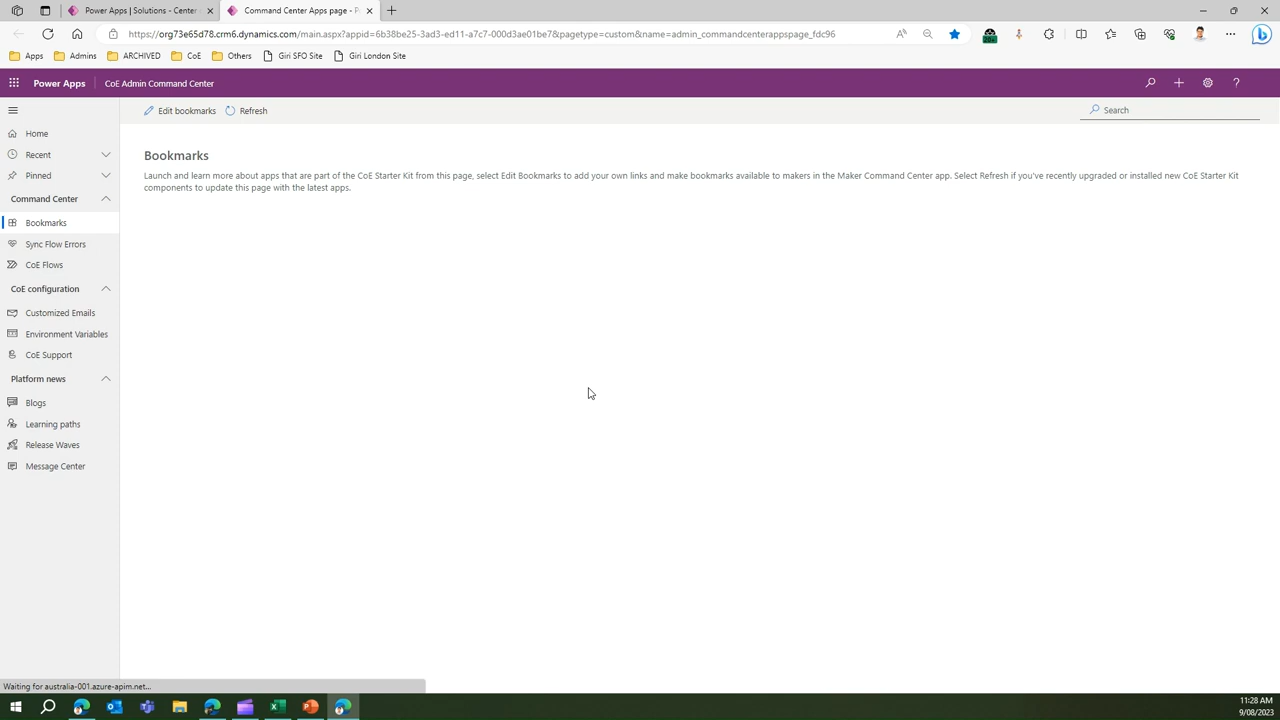 Power Apps | Solutions - Center
Command Center Apps page - P
https://org73e65d78.crm6.dynamics.com/main.aspx?appid=6b38be25-3ad3-ed11-a7c7-000d3ae01be7&pagetype=custom&name=admin_commandcenterappspage_fdc96
Apps
Admins
ARCHIVED
CoE
Others
Giri SFO Site
Giri London Site
Power Apps
CoE Admin Command Center
Edit bookmarks
Refresh
Search
Home
Recent
Pinned
Command Center
Bookmarks
Sync Flow Errors
CoE Flows
CoE configuration
Customized Emails
Environment Variables
CoE Support
Platform news
Blogs
Learning paths
Release Waves
Message Center
Bookmarks
Launch and learn more about apps that are part of the CoE Starter Kit from this page, select Edit Bookmarks to add your own links and make bookmarks available to makers in the Maker Command Center app. Select Refresh if you've recently upgraded or installed new CoE Starter Kit
components to update this page with the latest apps.
Waiting for australia-001.azure-apim.net...
11:28 AM
9/08/2023